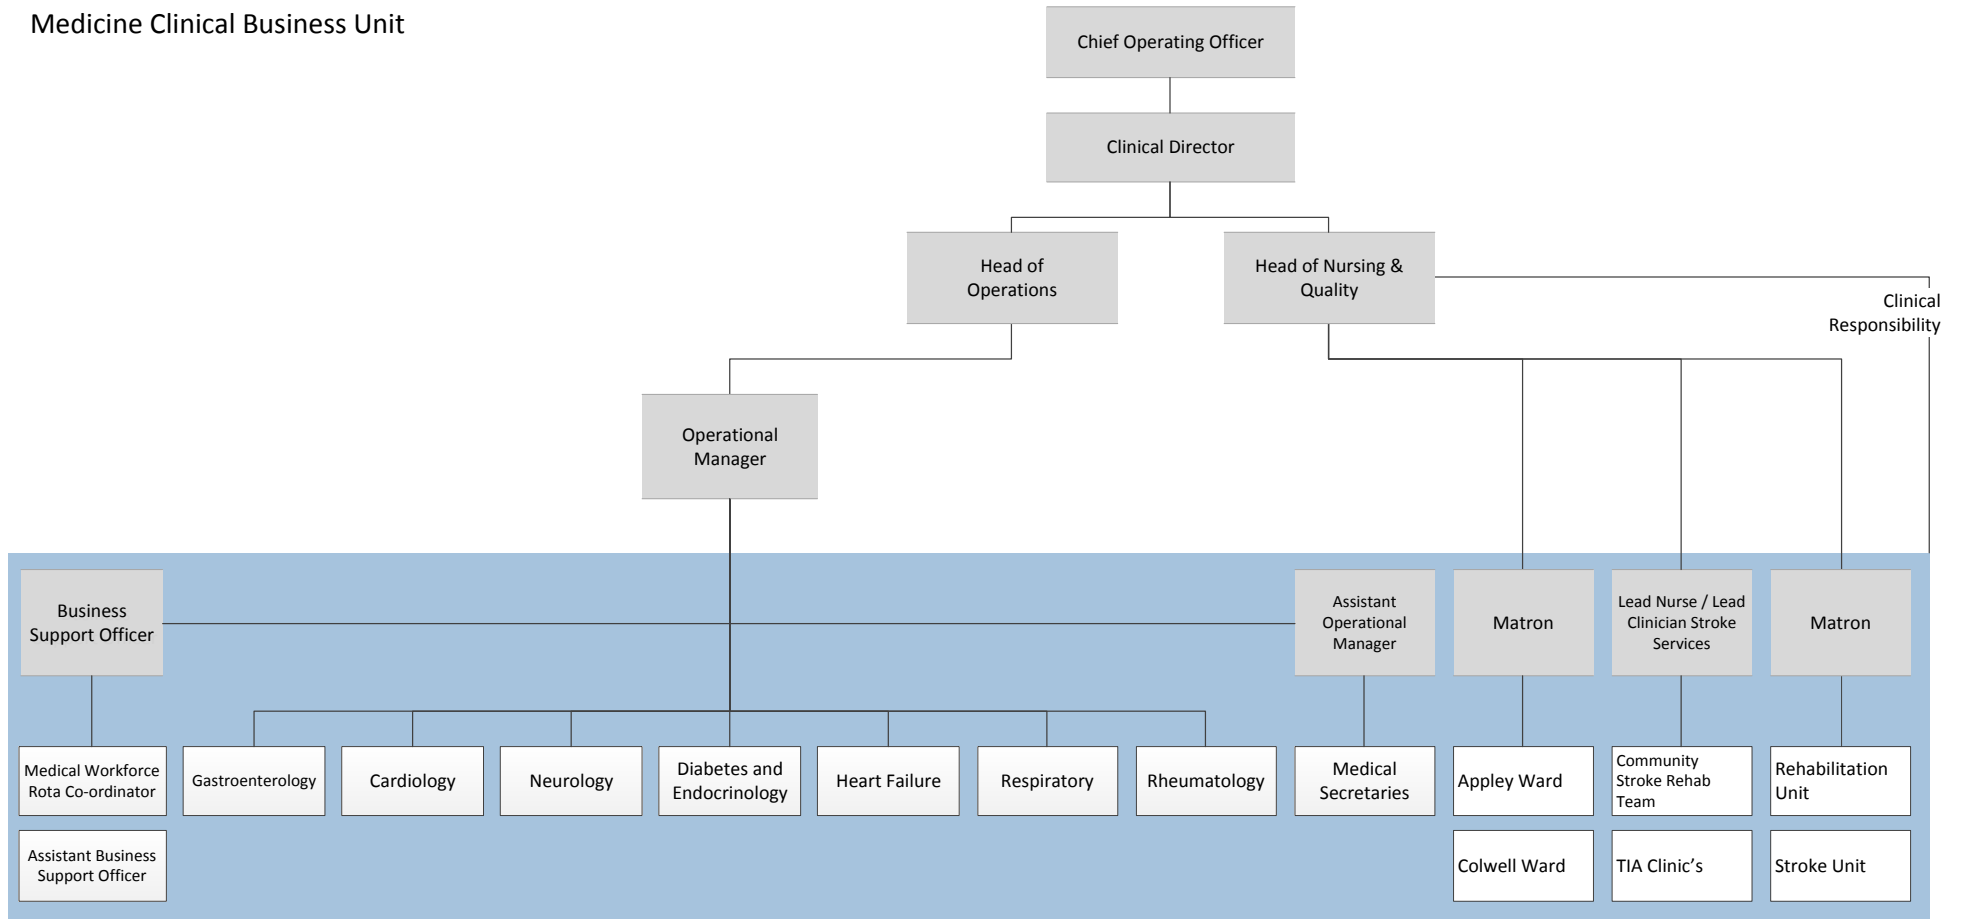 Medicine Clinical Business Unit
Chief Operating Officer
Clinical Director
Head of
Operations
Head of Nursing &
Quality
Clinical
Responsibility
Operational
Manager
Business
Support Officer
Assistant
Operational
Manager
Matron
Lead Nurse / Lead
Clinician Stroke
Services
Matron
Medical Workforce
Rota Co-ordinator
Gastroenterology
Cardiology
Neurology
Diabetes and
Endocrinology
Heart Failure
Respiratory
Rheumatology
Medical
Secretaries
Appley Ward
Community
Stroke Rehab
Team
Rehabilitation
Unit
Assistant Business
Support Officer
Colwell Ward
TIA Clinic’s
Stroke Unit